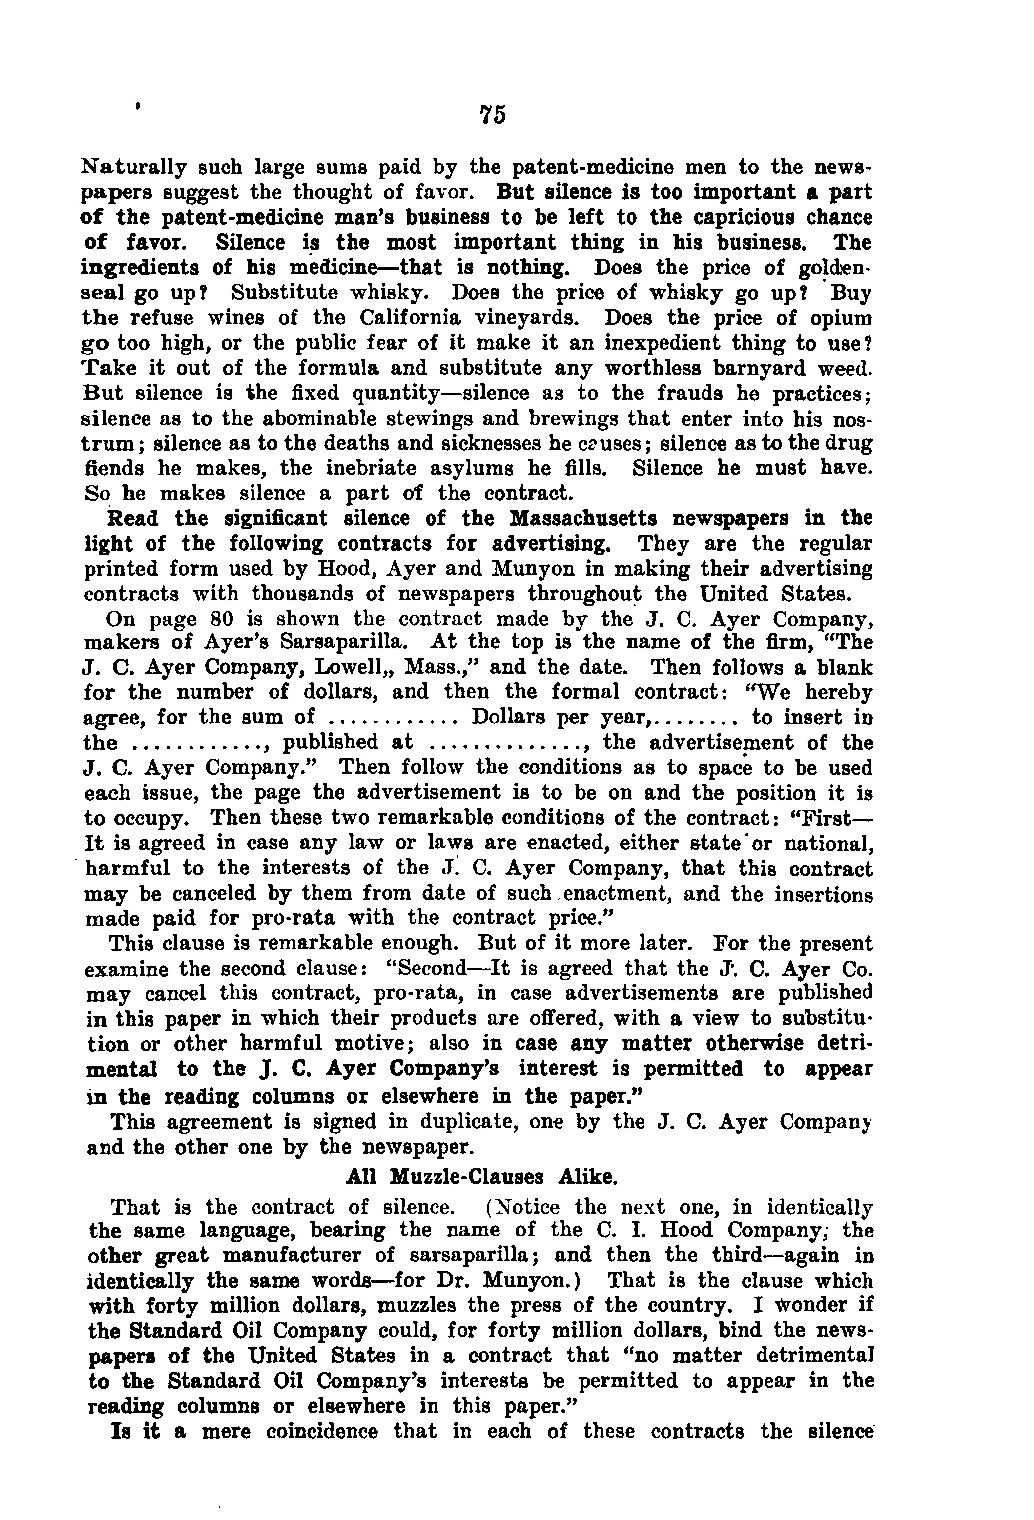 75
Naturally such large sums paid by the patent-medicine men to the news-
papers suggest the thought of favor. But silence is too important a part
of the patent-medicine man's business to be left to the capricious chance
of favor. Silence is the most important thing in his business. The
ingredients of his medicine—that is nothing. Does the price of golden-
seal go up? Substitute whisky. Does the price of whisky go up? Buy
the refuse wines of the California vineyards. Does the price of opium
go too high, or the public fear of it make it an inexpedient thing to use?
Take it out of the formula and substitute any worthless barnyard weed.
But silence is the fixed quantity—silence as to the frauds he practices;
silence as to the abominable stewings and brewings that enter into his nos-
trum; silence as to the deaths and sicknesses he causes; silence as to the drug
fiends he makes, the inebriate asylums he fills. Silence he must have.
So he makes silence a part of the contract.
Read the significant silence of the Massachusetts newspapers in the
light of the following contracts for advertising. They are the regular
printed form used by Hood, Ayer and Munyon in making their advertising
contracts with thousands of newspapers throughout the United States.
On page 80 is shown the contract made by the J. C. Ayer Company,
makers of Ayer's Sarsaparilla. At the top is the name of the firm, "The
J. C. Ayer Company, Lowell,, Mass.," and the date. Then follows a blank
for the number of dollars, and then the formal contract: "We hereby
agree, for the sum of ............ Dollars per year,........ to insert in
the ............, published at .............., the advertisement of the
J. C. Ayer Company." Then follow the conditions as to space to be used
each issue, the page the advertisement is to be on and the position it is
to occupy. Then these two remarkable conditions of the contract: "First—
It is agreed in case any law or laws are enacted, either state or national,
harmful to the interests of the J. C. Ayer Company, that this contract
may be canceled by them from date of such enactment, and the insertions
made paid for pro-rata with the contract price."
This clause is remarkable enough. But of it more later. For the present
examine the second clause: "Second—It is agreed that the J. C. Ayer Co.
may cancel this contract, pro-rata, in case advertisements are published
in this paper in which their products are offered, with a view to substitu-
tion or other harmful motive; also in case any matter otherwise detri-
mental to the J. C. Ayer Company's interest is permitted to appear
in the reading columns or elsewhere in the paper."
This agreement is signed in duplicate, one by the J. C. Ayer Company
and the other one by the newspaper.
All Muzzle-Clauses Alike.
That is the contract of silence. (Notice the next one, in identically
the same language, bearing the name of the C. I. Hood Company; the
other great manufacturer of sarsaparilla; and then the third—again in
identically the same words—for Dr. Munyon.) That is the clause which
with forty million dollars, muzzles the press of the country. I wonder if
the Standard Oil Company could, for forty million dollars, bind the news-
papers of the United States in a contract that "no matter detrimental
to the Standard Oil Company's interests be permitted to appear in the
reading columns or elsewhere in this paper."
Is it a mere coincidence that in each of these contracts the silence